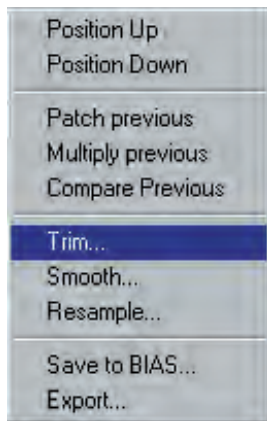 Position Up
Position Down
Patch previous
Multiply previous
Compare Previous
Trim...
Smooth...
Resample...
Save to BIAS...
Export...